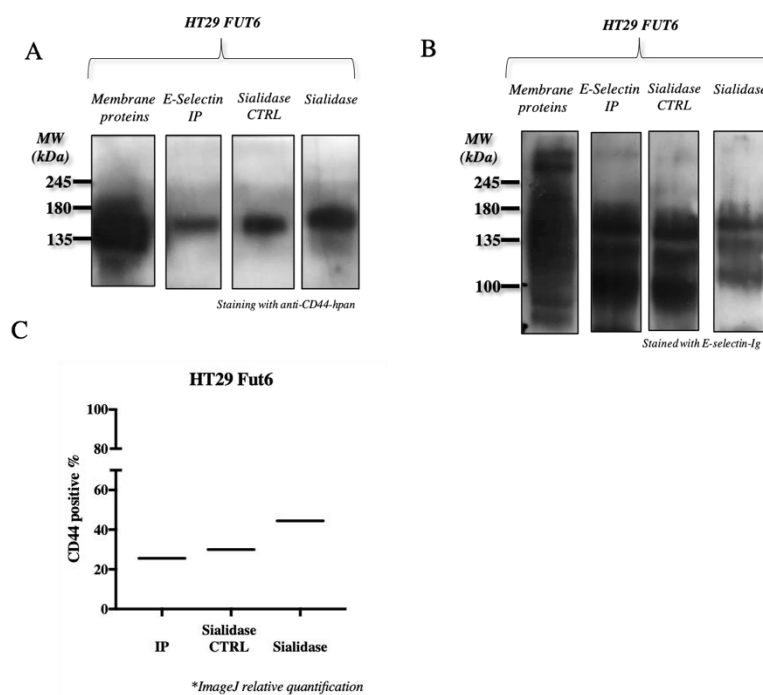 A
HT29 FUT6
Membrane proteins
E-Selectin IP
Sialidase CTRL
Sialidase
MW (kDa)
245
180
135
Staining with anti-CD44-hpan
B
HT29 FUT6
Membrane proteins
E-Selectin IP
Sialidase CTRL
Sialidase
MW (kDa)
245
180
135
100
Stained with E-selectin-Ig
C
HT29 Fut6
CD44 positive %
100
80
60
40
20
0
IP
Sialidase CTRL
Sialidase
*ImageJ relative quantification